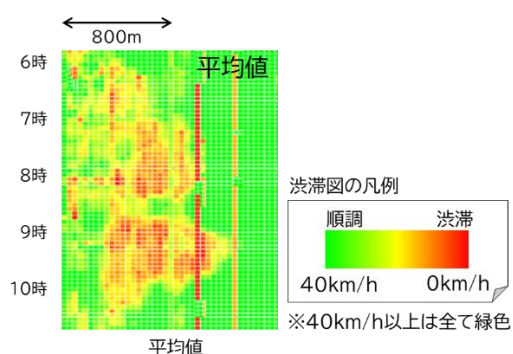 800m
平均値
6時
7時
8時
9時
10時
平均値
渋滞図の凡例
順調 渋滞
40km/h 0km/h
※40km/h以上は全て緑色